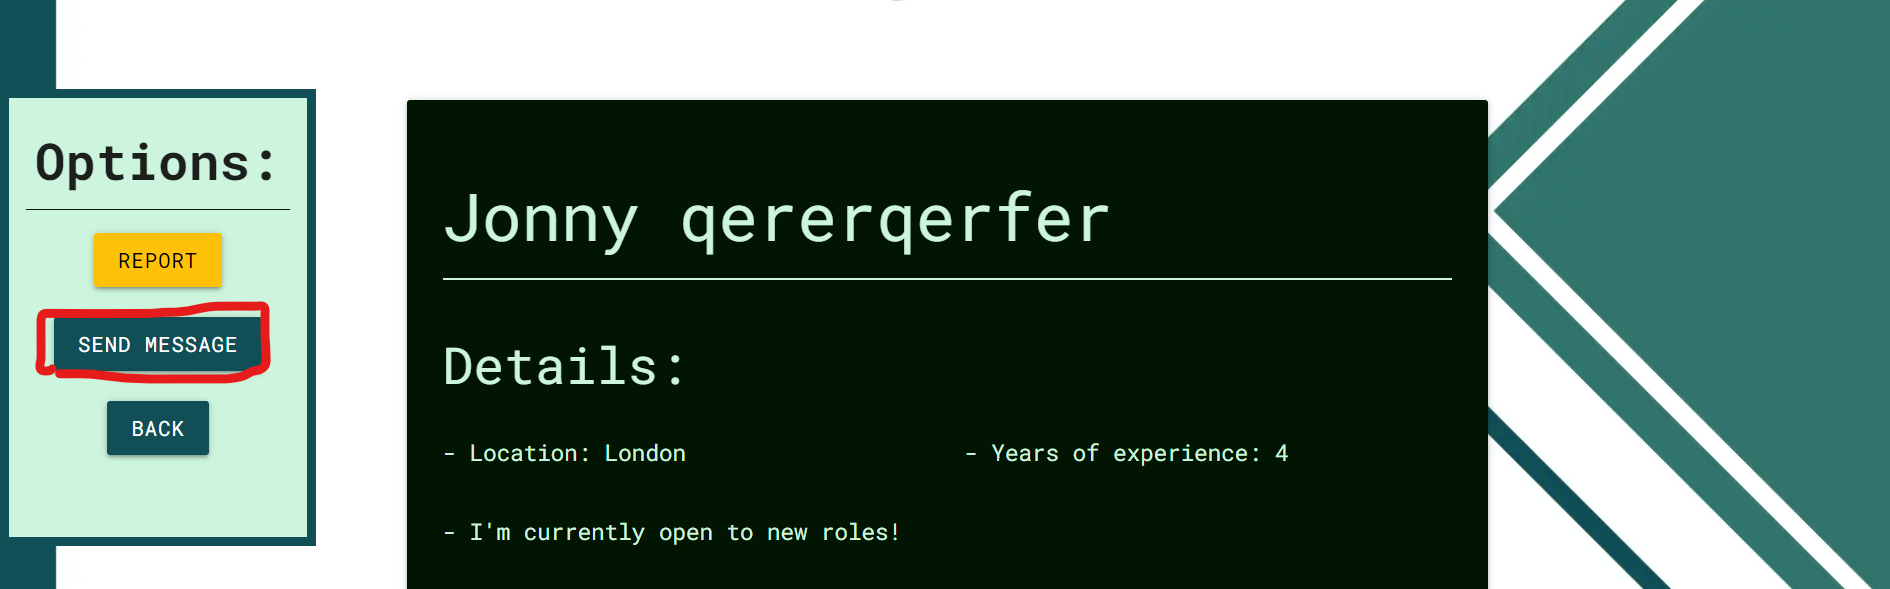 Options:
REPORT
SEND MESSAGE
BACK
Jonny qererqerfer
Details:
- Location: London
- Years of experience: 4
- I'm currently open to new roles!